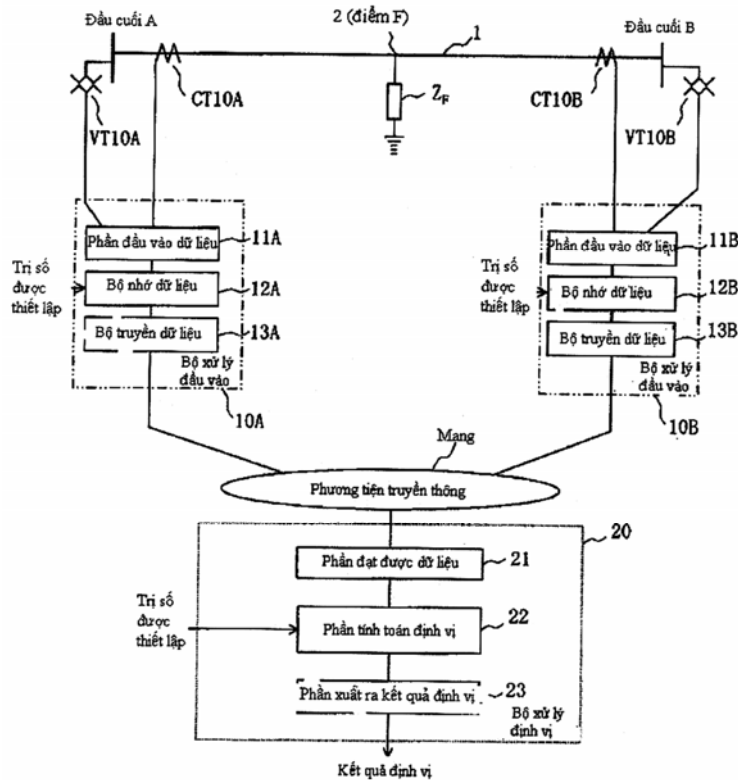 Đầu cuối A
2 (điểm F)
1
Đầu cuối B
CT10A
Z_F
CT10B
VT10A
VT10B
Phần đầu vào dữ liệu
11A
Trị số
được
thiết lập
Bộ nhớ dữ liệu
12A
Bộ truyền dữ liệu
13A
Bộ xử lý
đầu vào
10A
Phần đầu vào dữ liệu
11B
Trị số
được
thiết lập
Bộ nhớ dữ liệu
12B
Bộ truyền dữ liệu
13B
Bộ xử lý
đầu vào
10B
Mang
Phương tiện truyền thông
20
Phần đạt được dữ liệu
21
Trị số
được
thiết lập
Phần tính toán định vị
22
Phần xuất ra kết quả định vị
23
Bộ xử lý
định vị
Kết quả định vị